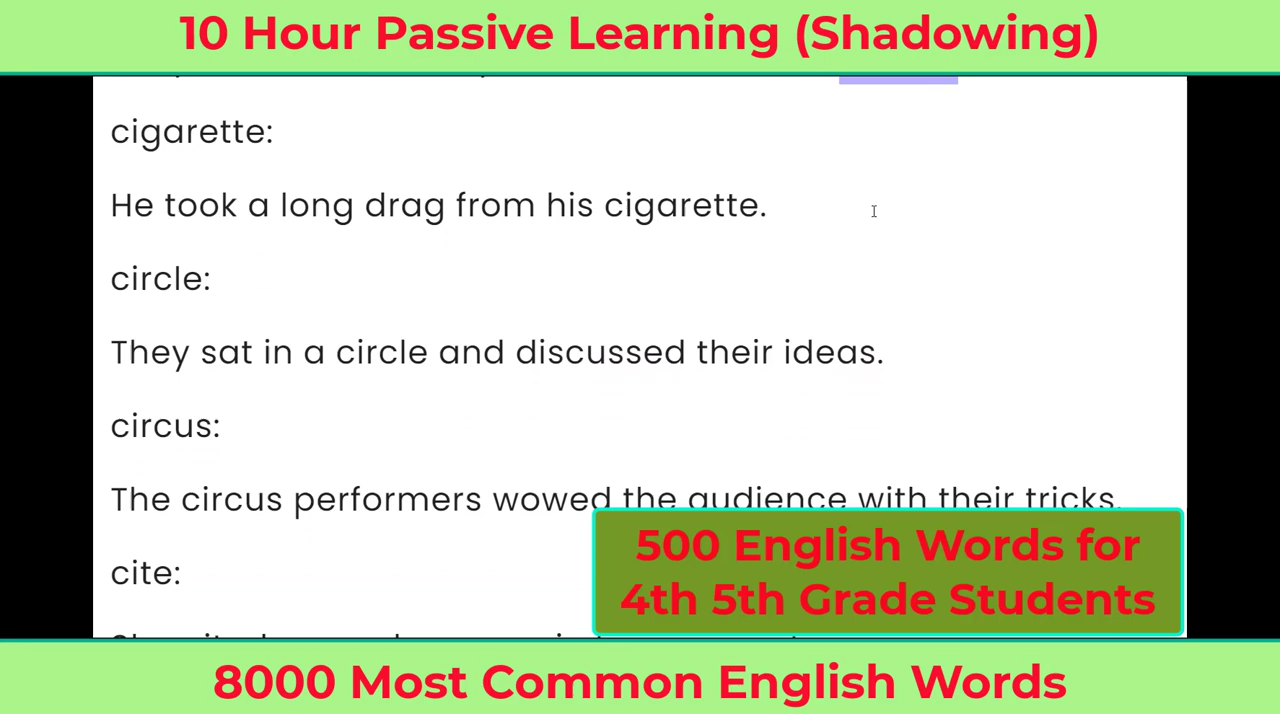 10 Hour Passive Learning (Shadowing)
cigarette:
He took a long drag from his cigarette.
circle:
They sat in a circle and discussed their ideas.
circus:
The circus performers wowed the audience with their tricks.
cite:
500 English Words for
4th 5th Grade Students
8000 Most Common English Words